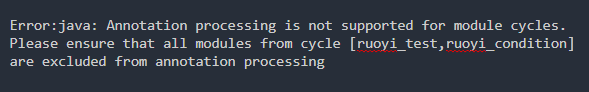 Error:java: Annotation processing is not supported for module cycles.
Please ensure that all modules from cycle [ruoyi_test,ruoyi_condition]
are excluded from annotation processing